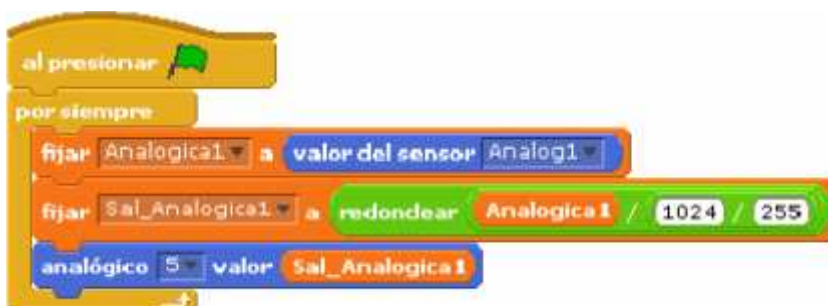 al presionar
por siempre
fijar Analogica1 a valor del sensor Analog1
fijar Sal_Analogica1 a redondear Analogica1 / 1024 / 255
analógico 5 valor Sal_Analogica1